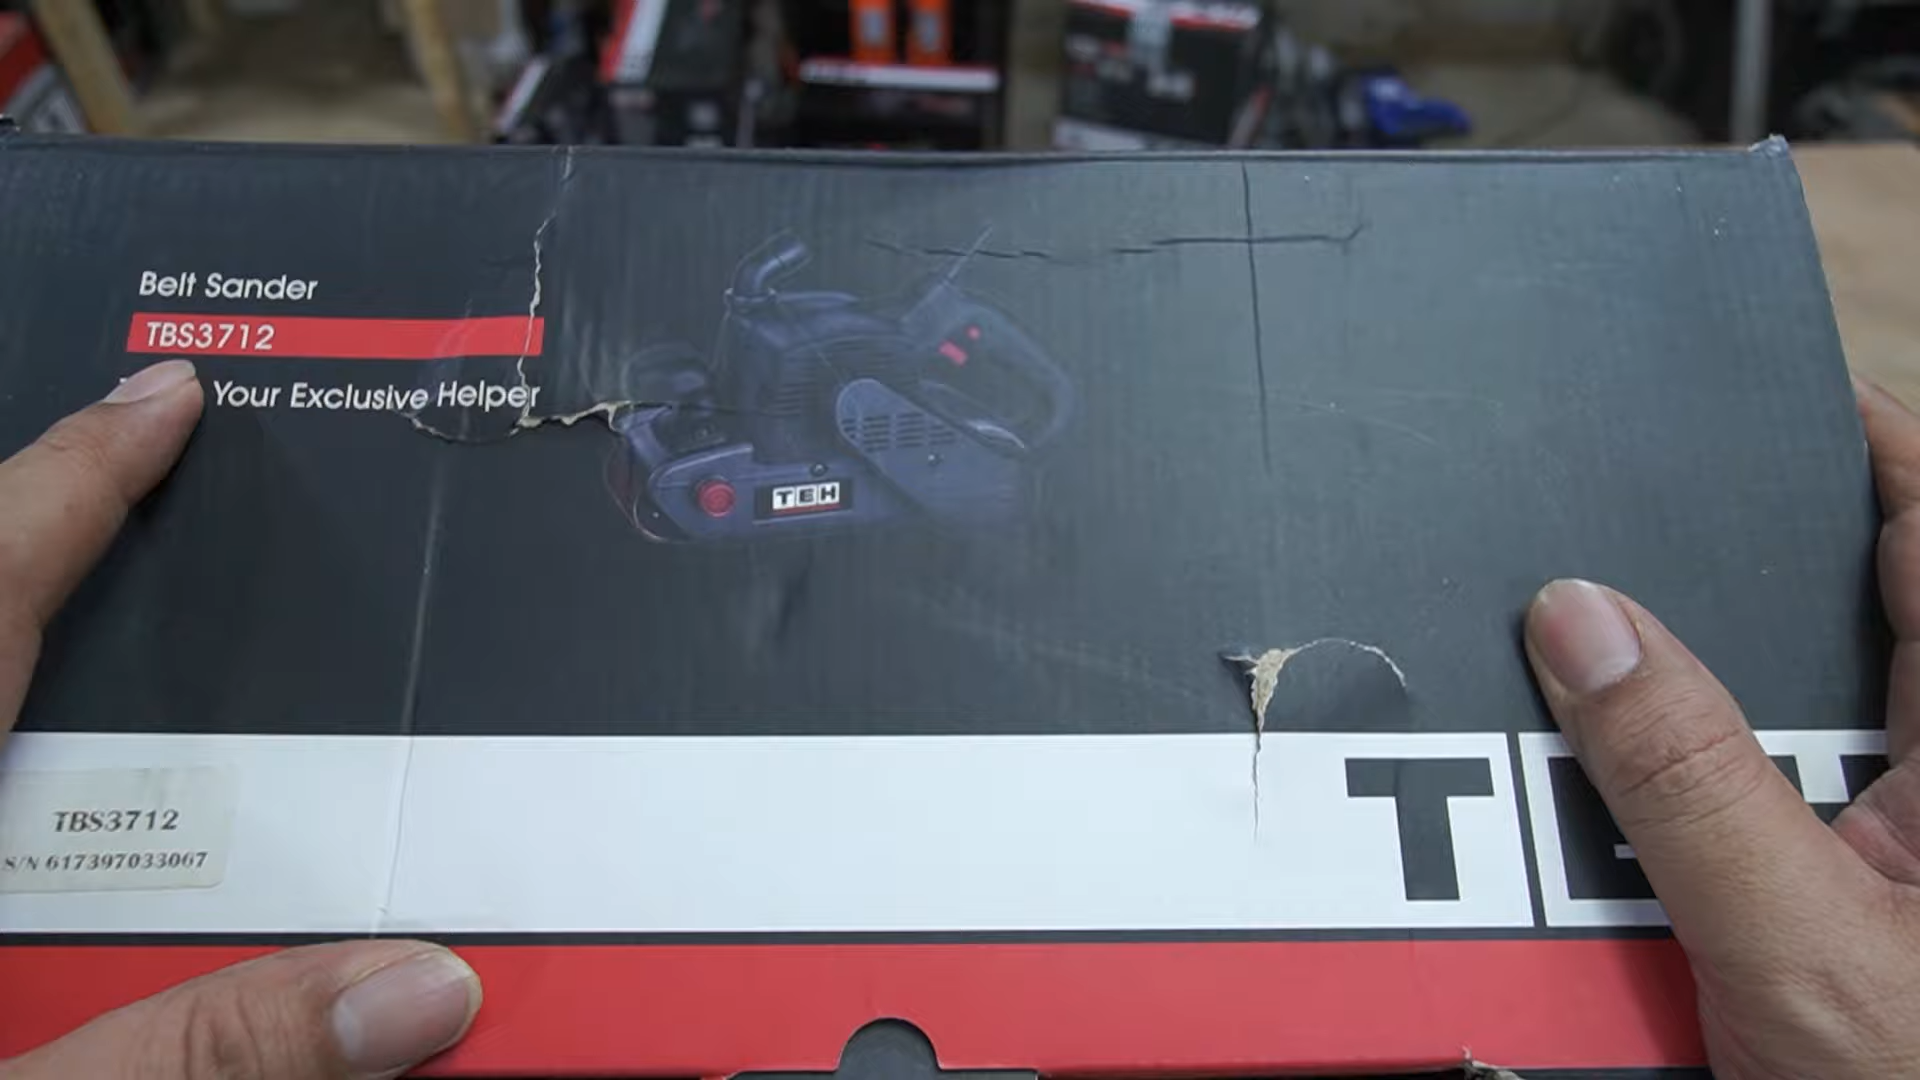 Belt Sander
TBS3712
Your Exclusive Helper
TEH
TBS3712
S/N 617397033067
T